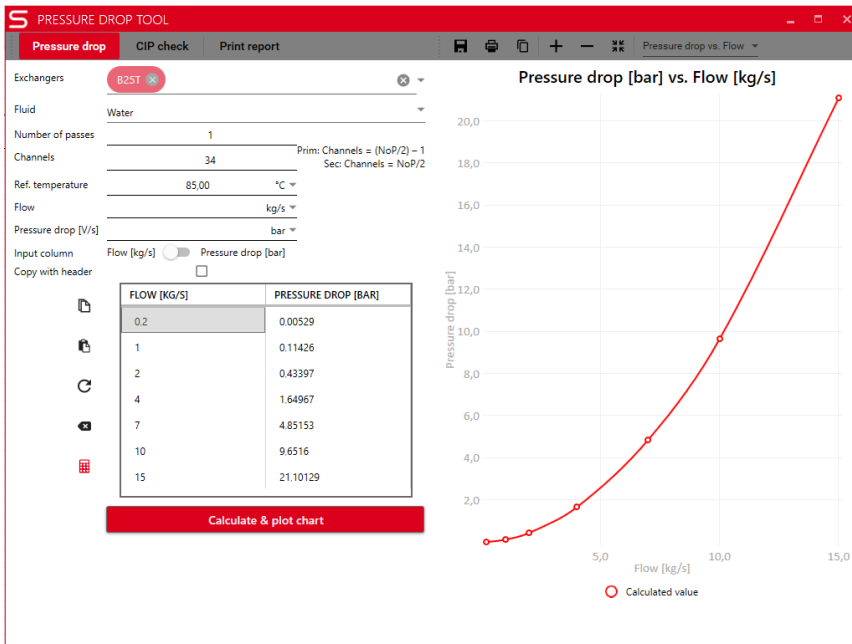 S PRESSURE DROP TOOL
Pressure drop CIP check Print report Pressure drop vs. Flow
Exchangers B25T
Fluid Water
Number of passes 1
Channels 34
Prim: Channels = (NoP/2) – 1
Sec: Channels = NoP/2
Ref. temperature 85,00 °C
Flow kg/s
Pressure drop [V/s] bar
Input column Flow [kg/s] Pressure drop [bar]
Copy with header
FLOW [KG/S] PRESSURE DROP [BAR]
0.2 0.00529
1 0.11426
2 0.43397
4 1.64967
7 4.85153
10 9.6516
15 21.10129
Calculate & plot chart
Pressure drop [bar] vs. Flow [kg/s]
Pressure drop [bar]
20,0
18,0
16,0
14,0
12,0
10,0
8,0
6,0
4,0
2,0
5,0 10,0 15,0
Flow [kg/s]
Calculated value